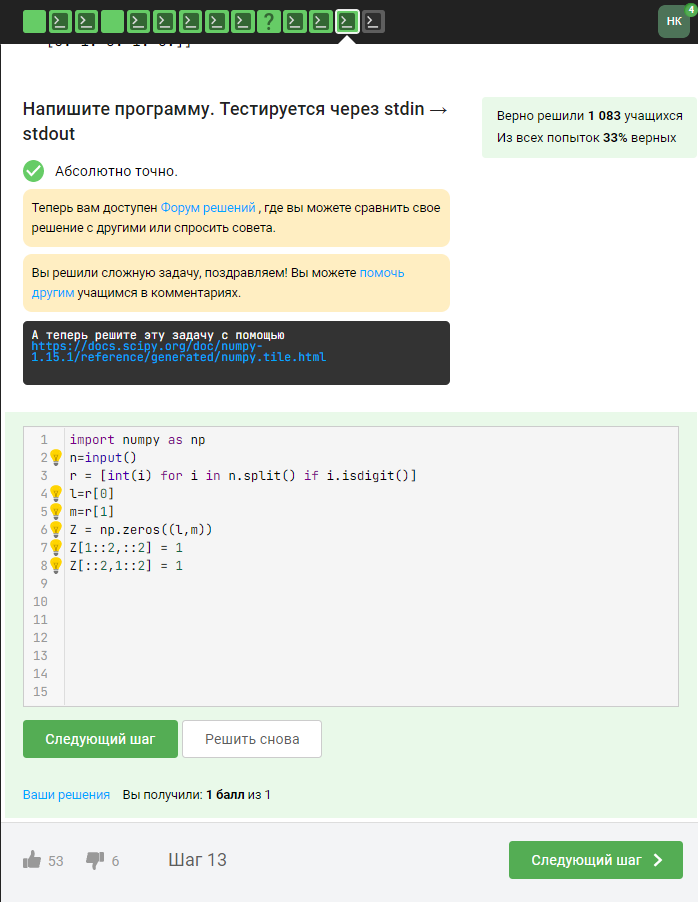 НК
4
Напишите программу. Тестируется через stdin →
stdout
Верно решили 1 083 учащихся
Из всех попыток 33% верных
Абсолютно точно.
Теперь вам доступен Форум решений , где вы можете сравнить свое
решение с другими или спросить совета.
Вы решили сложную задачу, поздравляем! Вы можете помочь
другим учащимся в комментариях.
А теперь решите эту задачу с помощью
https://docs.scipy.org/doc/numpy-
1.15.1/reference/generated/numpy.tile.html
1 import numpy as np
2 n=input()
3 r = [int(i) for i in n.split() if i.isdigit()]
4 l=r[0]
5 m=r[1]
6 Z = np.zeros((l,m))
7 Z[1::2,::2] = 1
8 Z[::2,1::2] = 1
9
10
11
12
13
14
15
Следующий шаг
Решить снова
Ваши решения Вы получили: 1 балл из 1
53 6 Шаг 13 Следующий шаг